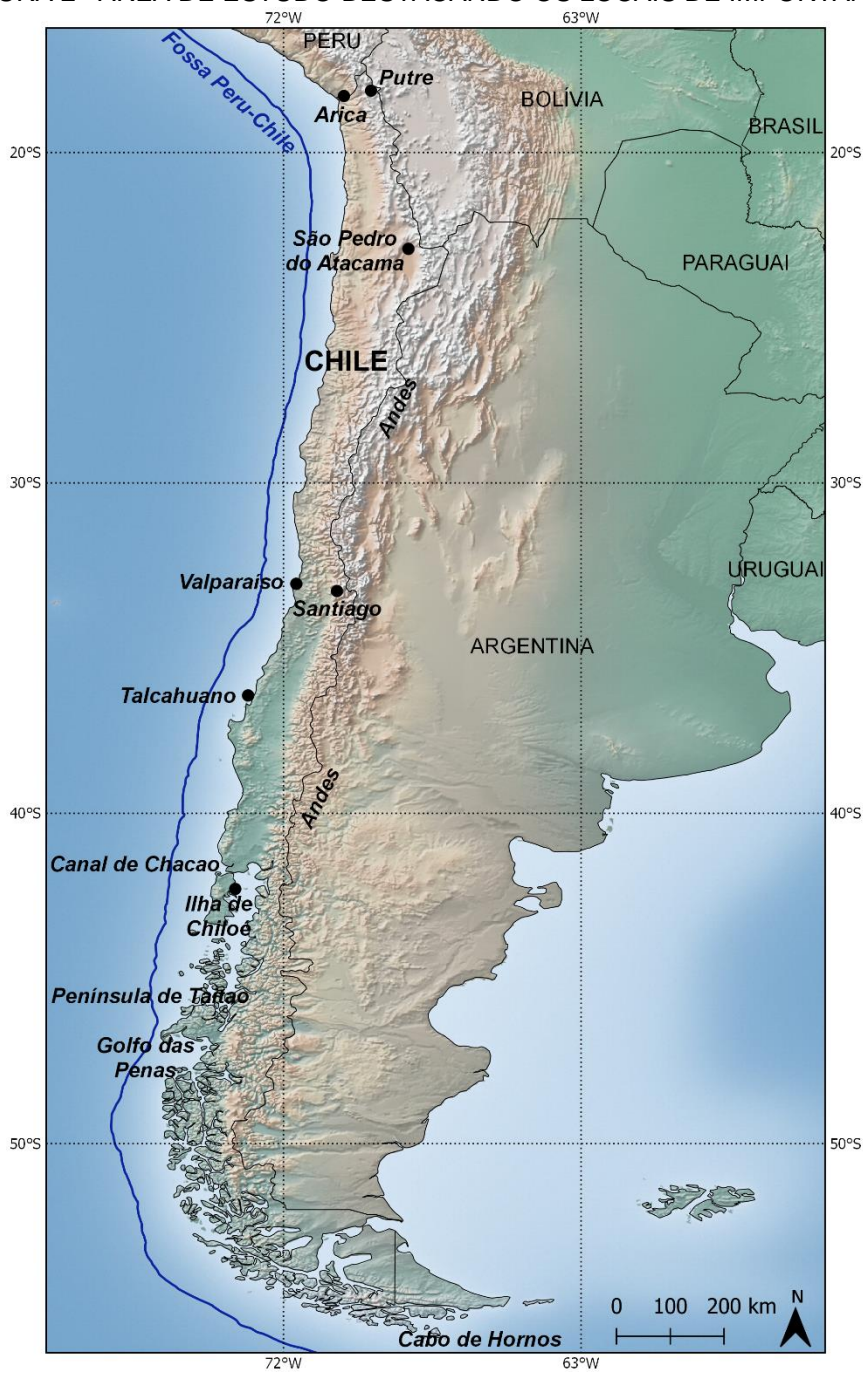 72°W
63°W
PERU
Fossa Peru-Chile
Putre
Arica
BOLÍVIA
BRASIL
20°S
20°S
São Pedro
do Atacama
PARAGUAI
CHILE
Andes
30°S
30°S
Valparaíso
Santiago
URUGUAI
ARGENTINA
Talcahuano
Andes
40°S
40°S
Canal de Chacao
Ilha de
Chiloé
Península de Taitao
Golfo das
Penas
50°S
50°S
N
0 100 200 km
Cabo de Hornos
72°W
63°W